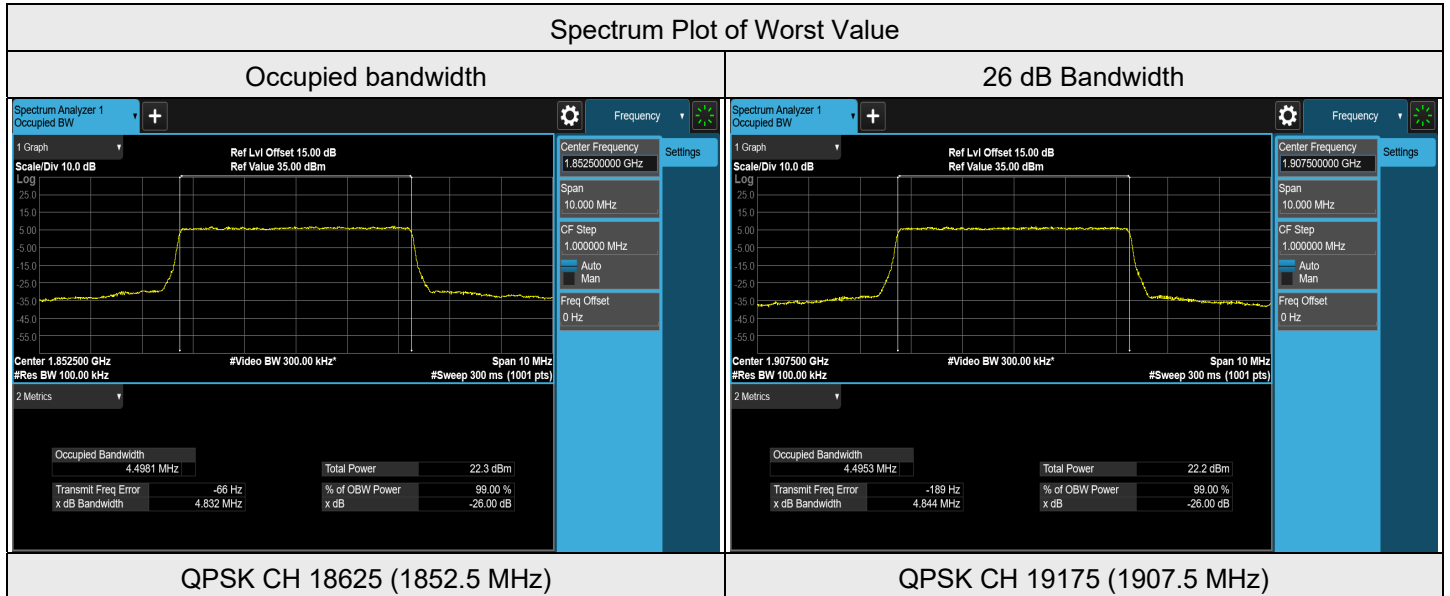 Spectrum Plot of Worst Value
Occupied bandwidth
26 dB Bandwidth
Spectrum Analyzer 1
Occupied BW
+
Frequency
1 Graph
Scale/Div 10.0 dB
Ref Lvl Offset 15.00 dB
Ref Value 35.00 dBm
Log
25.0
15.0
5.00
-5.00
-15.0
-25.0
-35.0
-45.0
-55.0
Center 1.852500 GHz
#Res BW 100.00 kHz
#Video BW 300.00 kHz*
Span 10 MHz
#Sweep 300 ms (1001 pts)
Center Frequency
1.852500000 GHz
Settings
Span
10.000 MHz
CF Step
1.000000 MHz
Auto
Man
Freq Offset
0 Hz
2 Metrics
Occupied Bandwidth
4.4981 MHz
Total Power 22.3 dBm
Transmit Freq Error -66 Hz % of OBW Power 99.00 %
x dB Bandwidth 4.832 MHz x dB -26.00 dB
Spectrum Analyzer 1
Occupied BW
+
Frequency
1 Graph
Scale/Div 10.0 dB
Ref Lvl Offset 15.00 dB
Ref Value 35.00 dBm
Log
25.0
15.0
5.00
-5.00
-15.0
-25.0
-35.0
-45.0
-55.0
Center 1.907500 GHz
#Res BW 100.00 kHz
#Video BW 300.00 kHz*
Span 10 MHz
#Sweep 300 ms (1001 pts)
Center Frequency
1.907500000 GHz
Settings
Span
10.000 MHz
CF Step
1.000000 MHz
Auto
Man
Freq Offset
0 Hz
2 Metrics
Occupied Bandwidth
4.4953 MHz
Total Power 22.2 dBm
Transmit Freq Error -189 Hz % of OBW Power 99.00 %
x dB Bandwidth 4.844 MHz x dB -26.00 dB
QPSK CH 18625 (1852.5 MHz)
QPSK CH 19175 (1907.5 MHz)